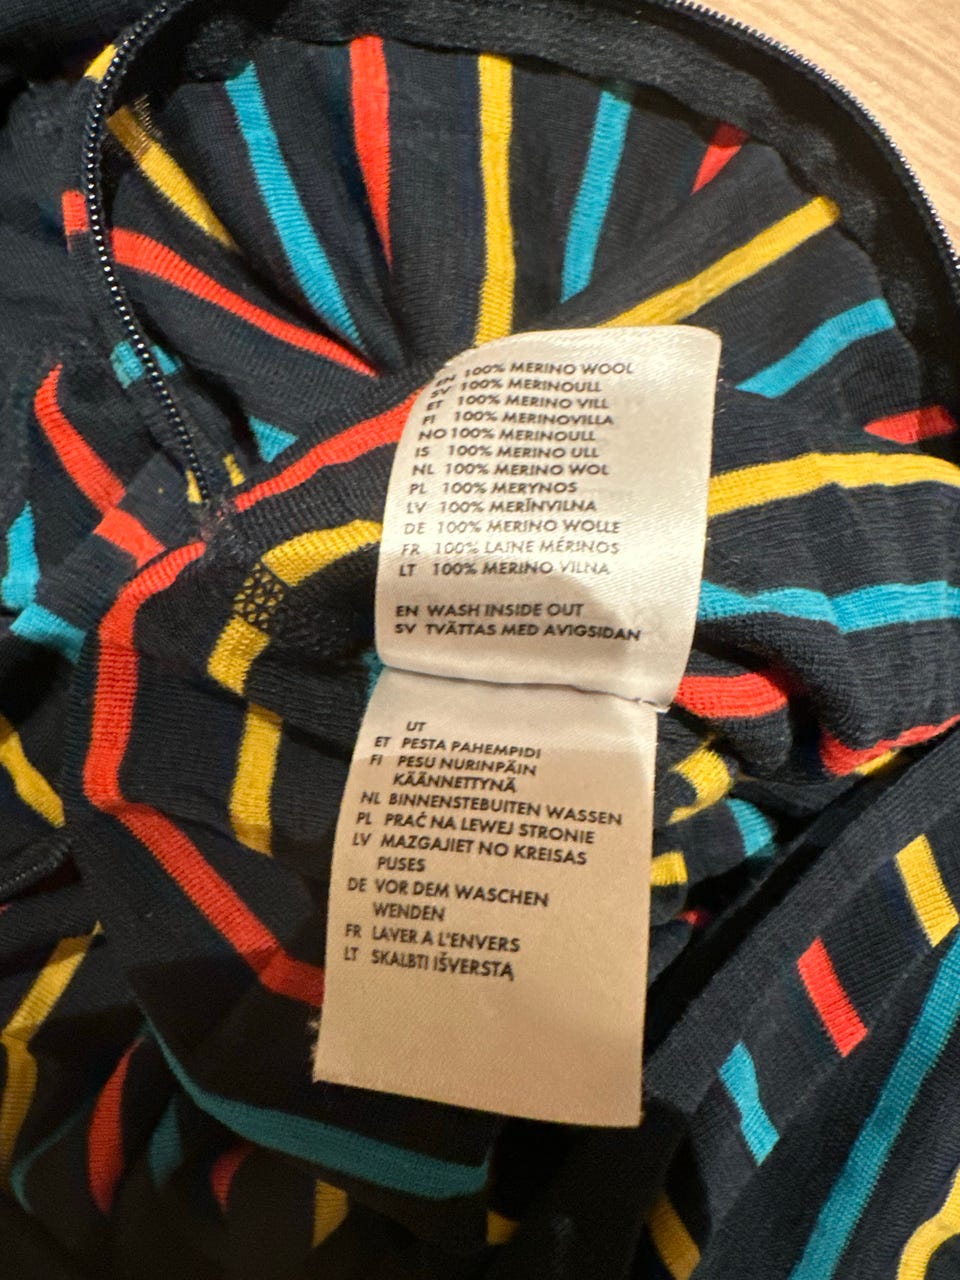 EN 100% MERINO WOOL
SV 100% MERINOULL
ET 100% MERINO VILL
FI 100% MERINOVILLA
NO 100% MERINOULL
IS 100% MERINO ULL
NL 100% MERINO WOL
PL 100% MERYNOS
LV 100% MERĪNVILNA
DE 100% MERINO WOLLE
FR 100% LAINE MÉRINOS
LT 100% MERINO VILNA
EN WASH INSIDE OUT
SV TVÄTTAS MED AVIGSIDAN
UT
ET PESTA PAHEMPIDI
FI PESU NURINPÄIN
KÄÄNNETTYNÄ
NL BINNENSTEBUITEN WASSEN
PL PRAĆ NA LEWEJ STRONIE
LV MAZGAJIET NO KREISAS
PUSES
DE VOR DEM WASCHEN
WENDEN
FR LAVER A L'ENVERS
LT SKALBTI IŠVERSTĄ